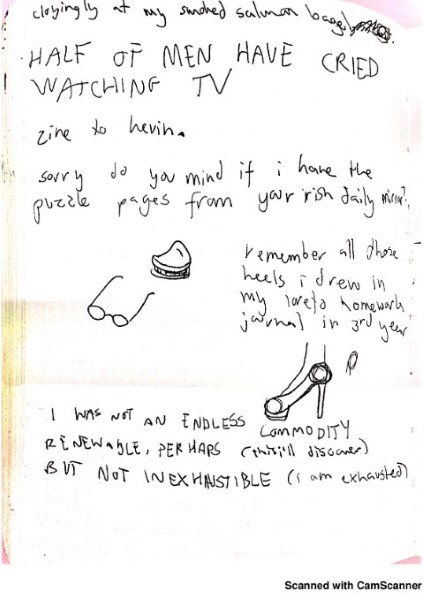 cloyingly at my smoked salmon bagel
HALF OF MEN HAVE CRIED
WATCHING TV
zine to kevin.
sorry do you mind if i have the
puzzle pages from your irish daily mirror?
remember all those
heels i drew in
my loreto homework
journal in 3rd year
I WAS NOT AN ENDLESS
COMMODITY
RENEWABLE, PERHAPS (this i'll discover)
BUT NOT INEXHAUSTIBLE (i am exhausted)
Scanned with CamScanner